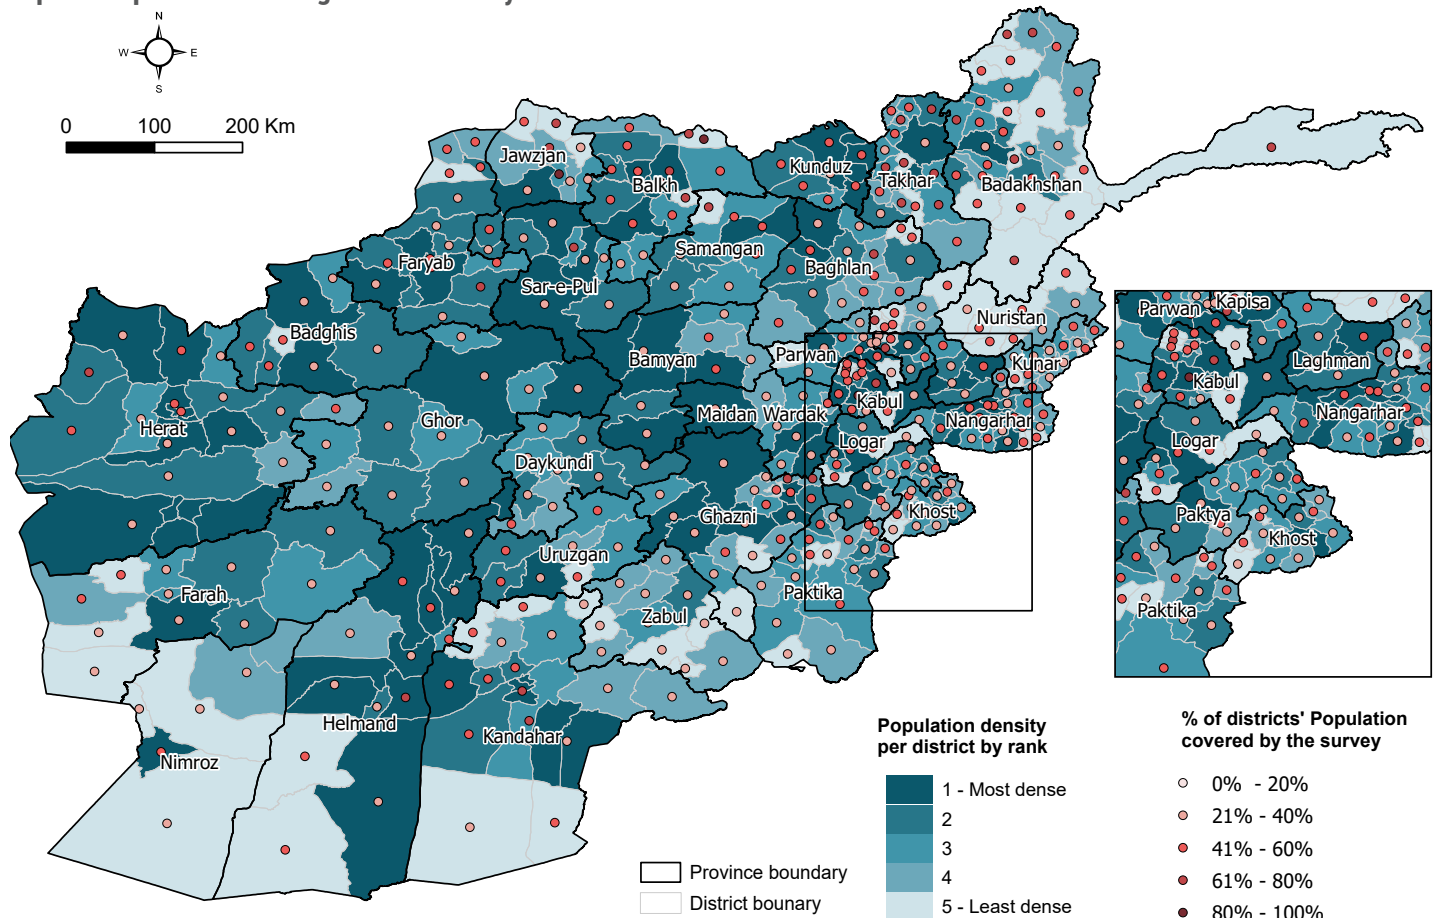 N
W E
S
0 100 200 Km
Jawzjan
Balkh
Kunduz
Takhar
Badakhshan
Samangan
Faryab
Baghlan
Sar-e-Pul
Badghis
Nuristan
Bamyan
Parwan
Kunar
Kabul
Maidan Wardak
Ghor
Herat
Nangarhar
Logar
Daykundi
Khost
Ghazni
Uruzgan
Farah
Paktika
Zabul
Helmand
Kandahar
Nimroz
Parwan
Kapisa
Laghman
Kabul
Nangarhar
Logar
Paktya
Khost
Paktika
Province boundary
District bounary
Population density
per district by rank
1 - Most dense
2
3
4
5 - Least dense
% of districts' Population
covered by the survey
0% - 20%
21% - 40%
41% - 60%
61% - 80%
80% - 100%